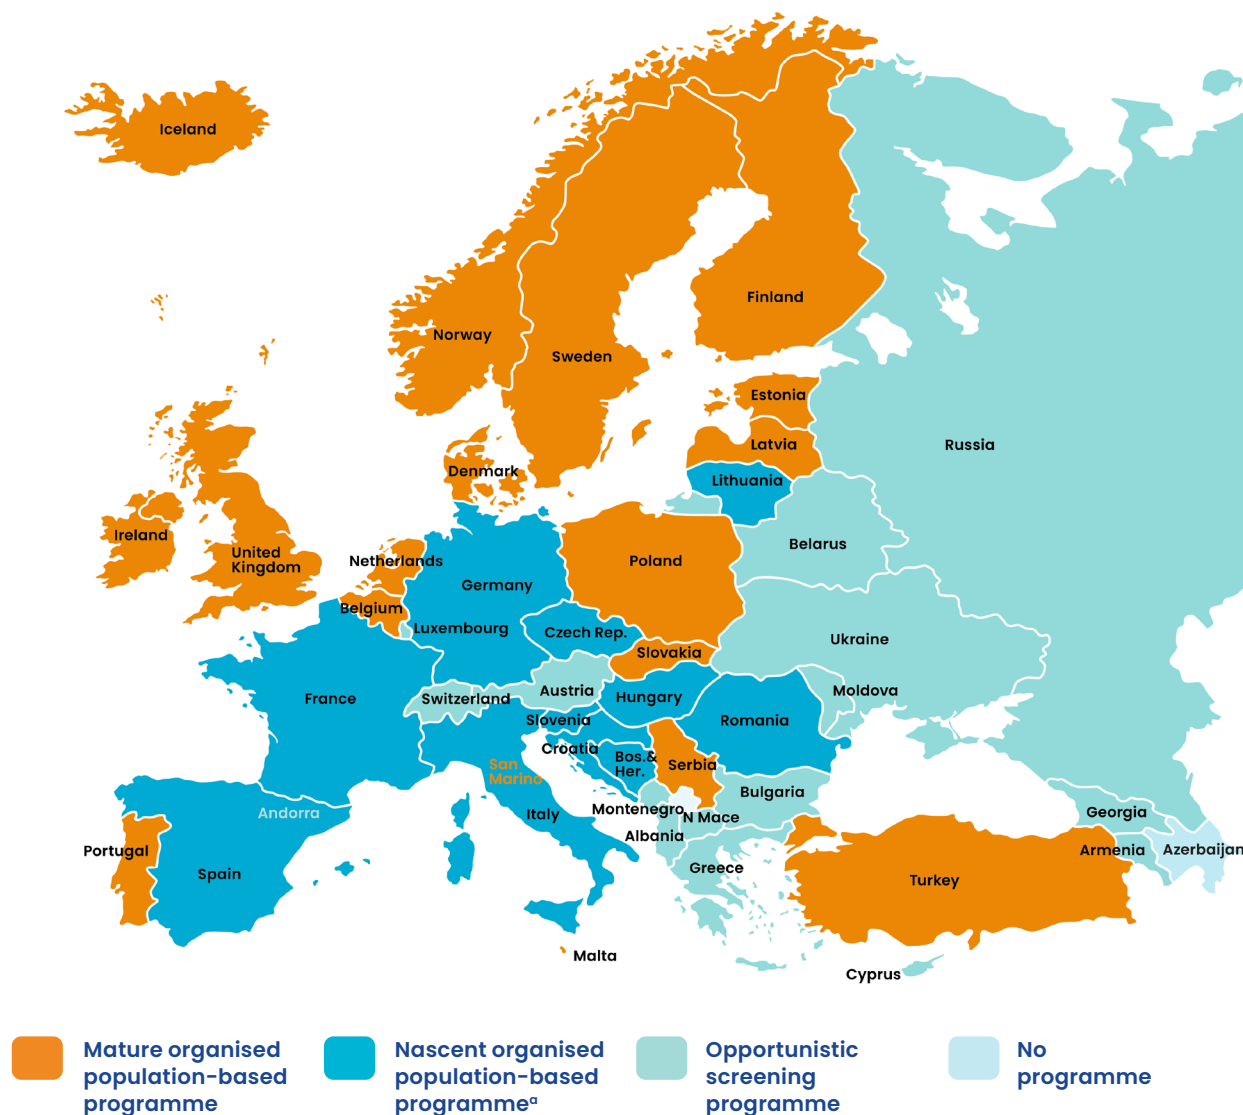 Iceland
Norway
Sweden
Finland
Estonia
Latvia
Lithuania
Russia
Denmark
Ireland
United
Kingdom
Netherlands
Belgium
Luxembourg
Germany
Poland
Belarus
Czech Rep.
Slovakia
Ukraine
France
Switzerland
Austria
Hungary
Moldova
Slovenia
Romania
Croatia
Bos.&
Her.
Serbia
San
Marino
Italy
Montenegro
N Mace
Bulgaria
Albania
Greece
Andorra
Portugal
Spain
Georgia
Armenia
Azerbaijan
Turkey
Malta
Cyprus
Mature organised
population-based
programme
Nascent organised
population-based
programmeᵃ
Opportunistic
screening
programme
No
programme